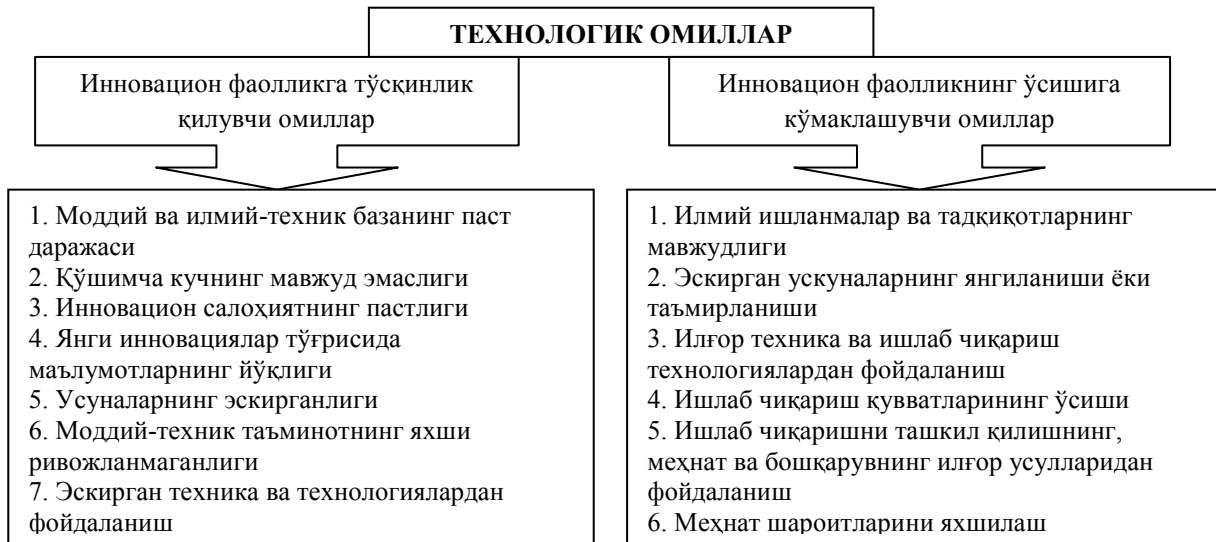 ТЕХНОЛОГИК ОМИЛЛАР
Инновацион фаолликга тўсқинлик
қилувчи омиллар
1. Моддий ва илмий-техник базанинг паст
даражаси
2. Қўшимча кучнинг мавжуд эмаслиги
3. Инновацион салоҳиятнинг пастлиги
4. Янги инновациялар тўғрисида
маълумотларнинг йўқлиги
5. Усуналарнинг эскирганлиги
6. Моддий-техник таъминотнинг яхши
ривожланмаганлиги
7. Эскирган техника ва технологиялардан
фойдаланиш
Инновацион фаолликнинг ўсишига
кўмаклашувчи омиллар
1. Илмий ишланмалар ва тадқиқотларнинг
мавжудлиги
2. Эскирган ускуналарнинг янгиланиши ёки
таъмирланиши
3. Илғор техника ва ишлаб чиқариш
технологиялардан фойдаланиш
4. Ишлаб чиқариш қувватларининг ўсиши
5. Ишлаб чиқаришни ташкил қилишнинг,
меҳнат ва бошқарувнинг илғор усулларидан
фойдаланиш
6. Меҳнат шароитларини яхшилаш